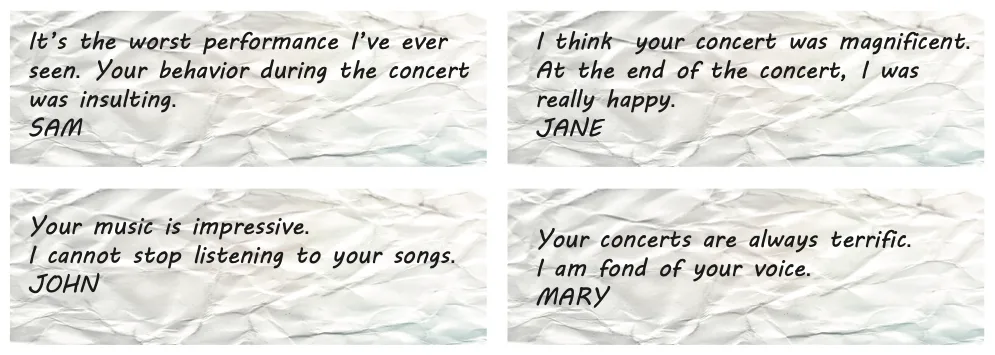 It's the worst performance I've ever
seen. Your behavior during the concert
was insulting.
SAM
I think your concert was magnificent.
At the end of the concert, I was
really happy.
JANE
Your music is impressive.
I cannot stop listening to your songs.
JOHN
Your concerts are always terrific.
I am fond of your voice.
MARY